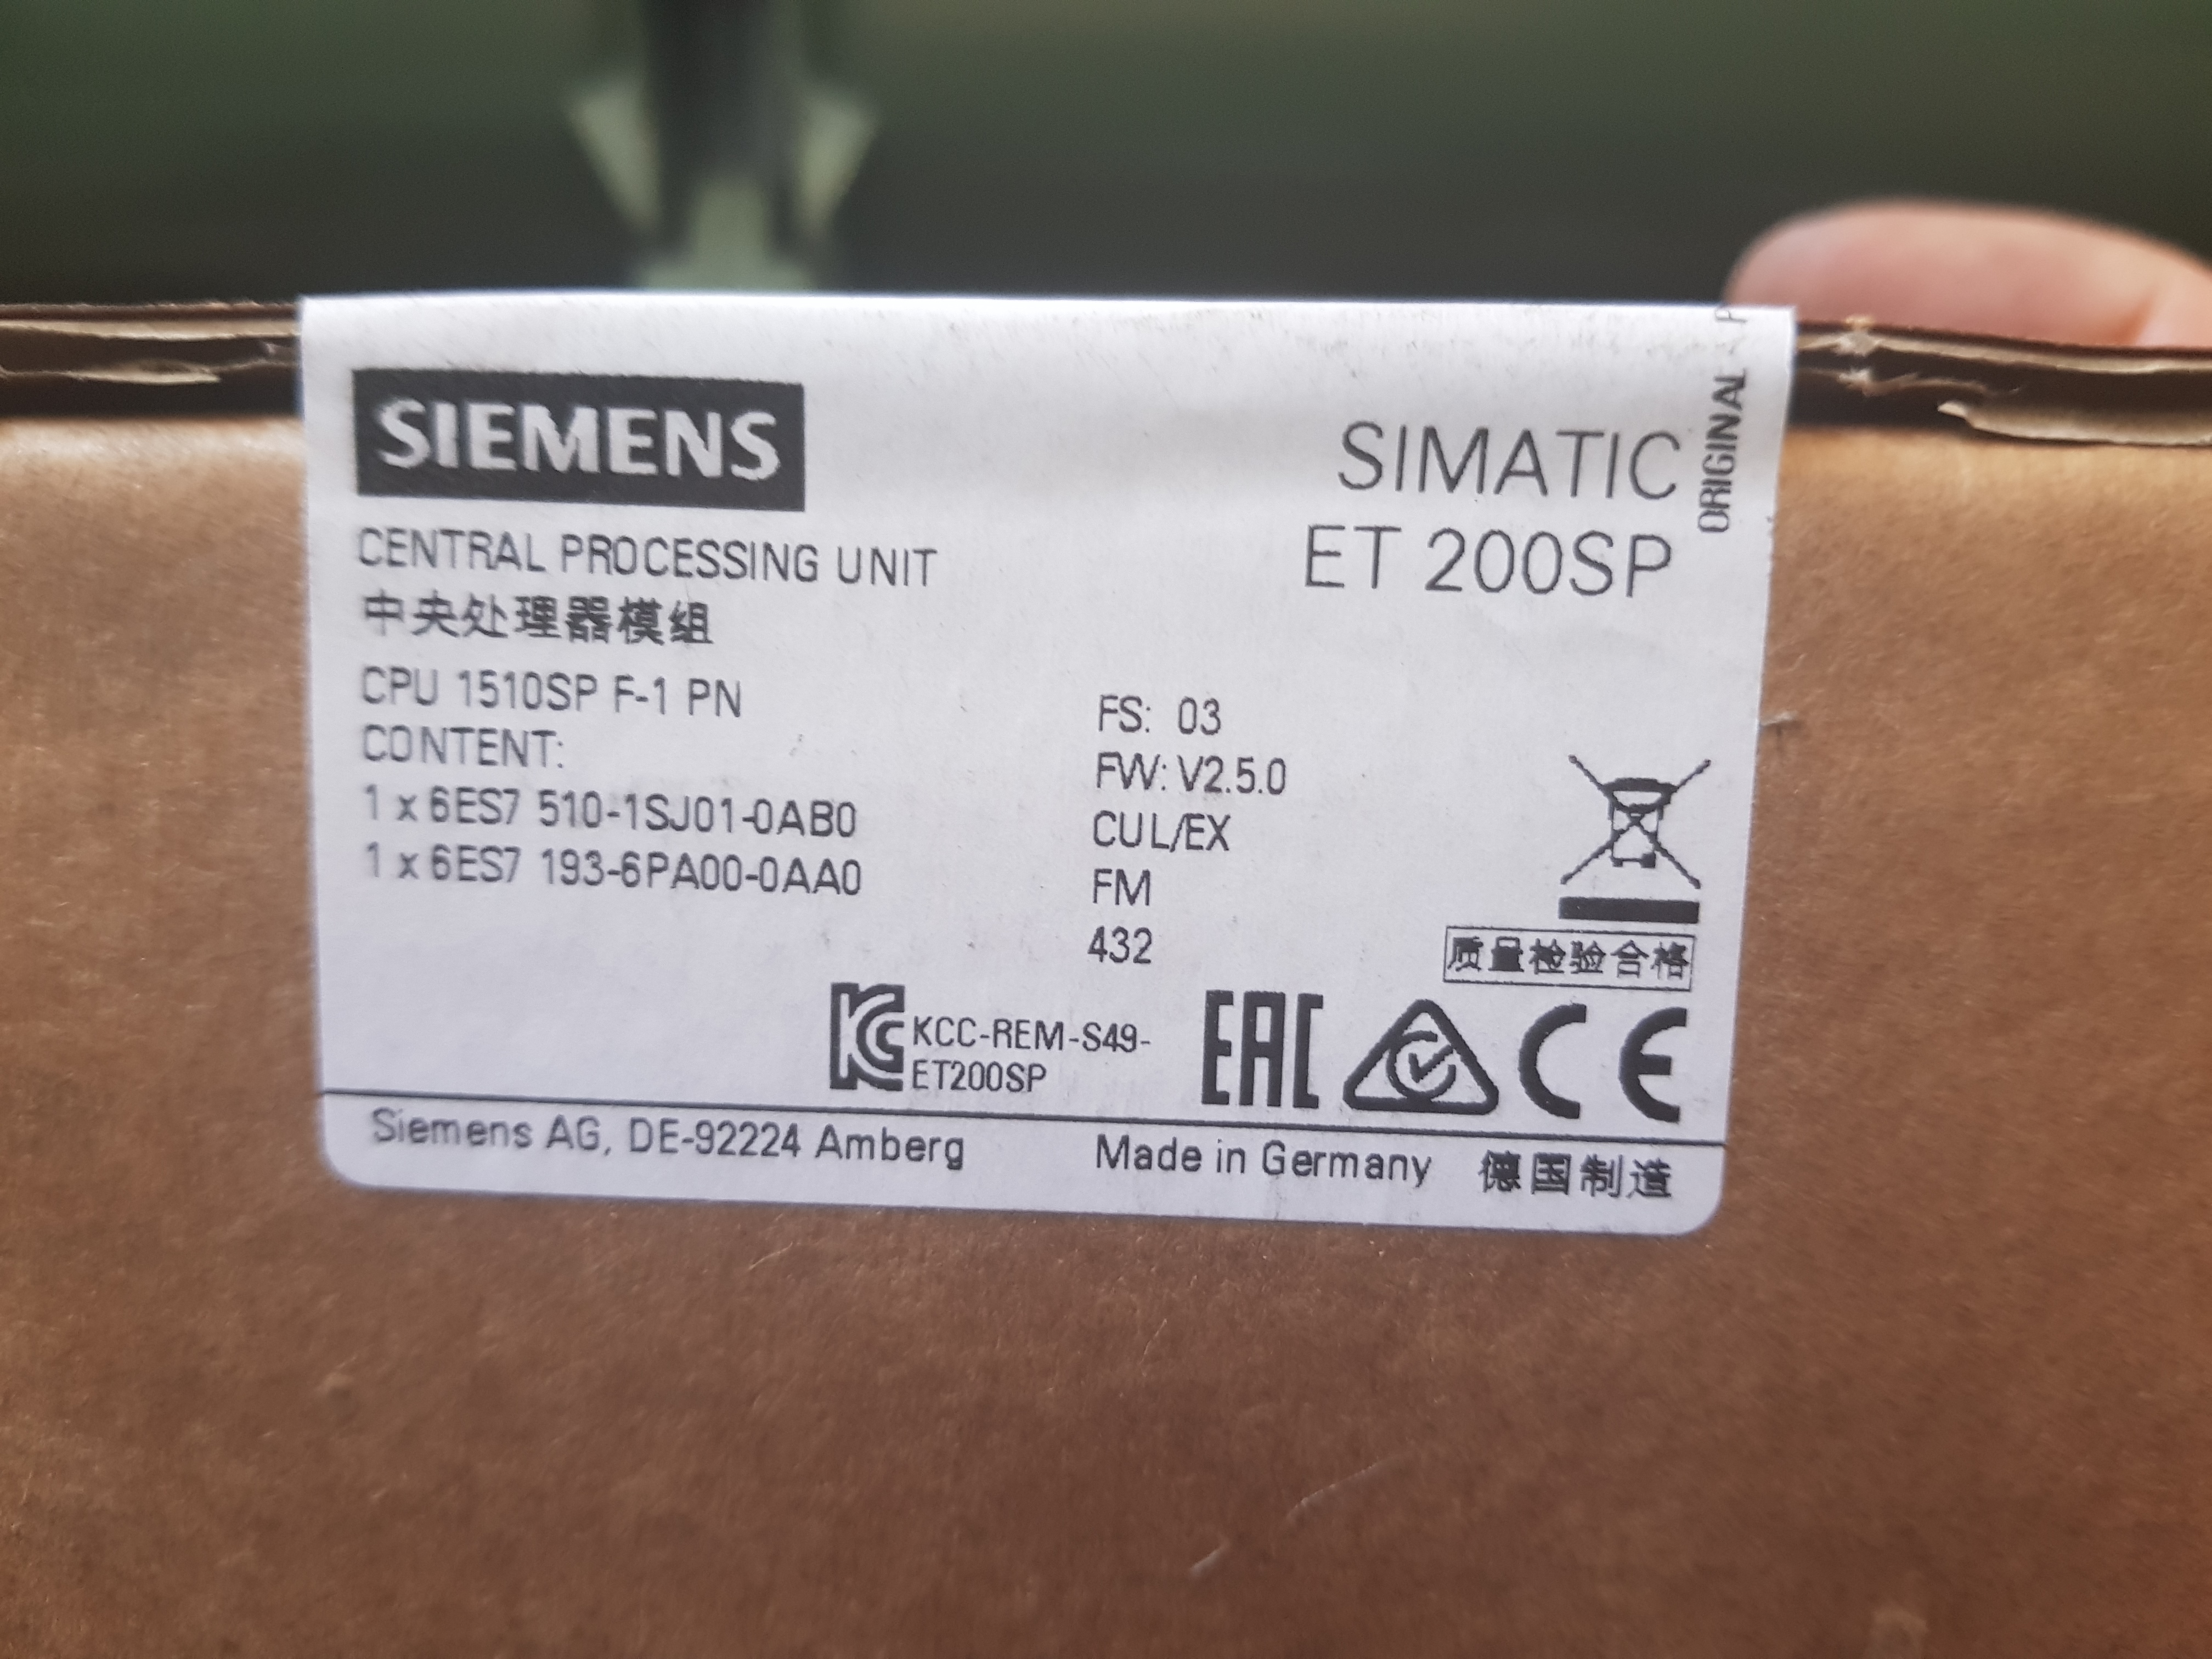 SIEMENS
SIMATIC
ET 200SP
ORIGINAL
CENTRAL PROCESSING UNIT
中央处理器模组
CPU 1510SP F-1 PN
CONTENT:
1 x 6ES7 510-1SJ01-0AB0
1 x 6ES7 193-6PA00-0AA0
FS: 03
FW: V2.5.0
CUL/EX
FM
432
质量检验合格
KCC-REM-S49-
ET200SP
EAC
CE
Siemens AG, DE-92224 Amberg
Made in Germany 德国制造